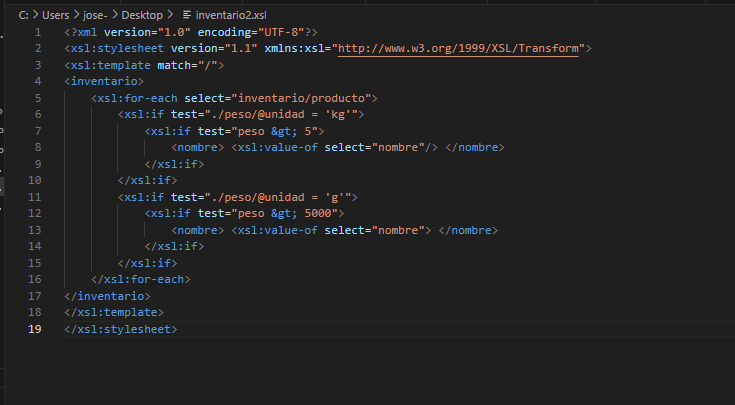 C: > Users > jose- > Desktop > inventario2.xsl
1 <?xml version="1.0" encoding="UTF-8"?>
2 <xsl:stylesheet version="1.1" xmlns:xsl="http://www.w3.org/1999/XSL/Transform">
3 <xsl:template match="/">
4 <inventario>
5 <xsl:for-each select="inventario/producto">
6 <xsl:if test="./peso/@unidad = 'kg'">
7 <xsl:if test="peso &gt; 5">
8 <nombre> <xsl:value-of select="nombre"/> </nombre>
9 </xsl:if>
10 </xsl:if>
11 <xsl:if test="./peso/@unidad = 'g'">
12 <xsl:if test="peso &gt; 5000">
13 <nombre> <xsl:value-of select="nombre"> </nombre>
14 </xsl:if>
15 </xsl:if>
16 </xsl:for-each>
17 </inventario>
18 </xsl:template>
19 </xsl:stylesheet>